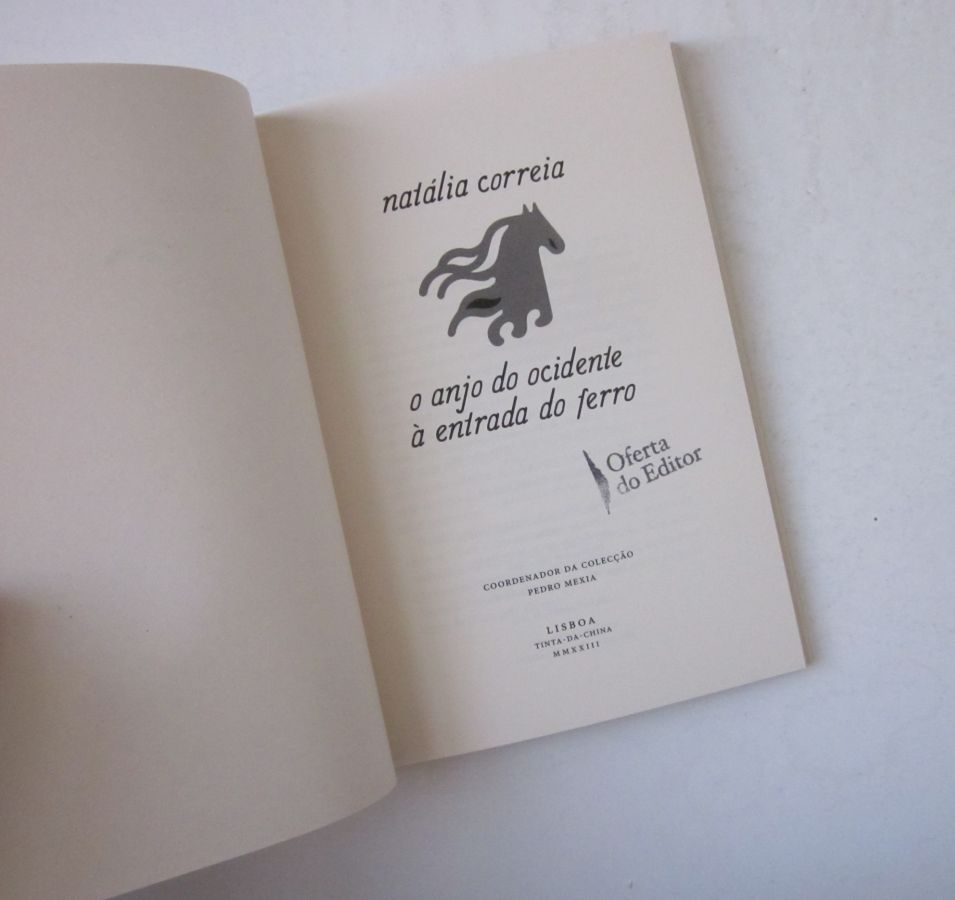 natália correia
o anjo do ocidente
à entrada do ferro
Oferta
do Editor
COORDENADOR DA COLECÇÃO
PEDRO MEXIA
LISBOA
TINTA-DA-CHINA
MMXXIII